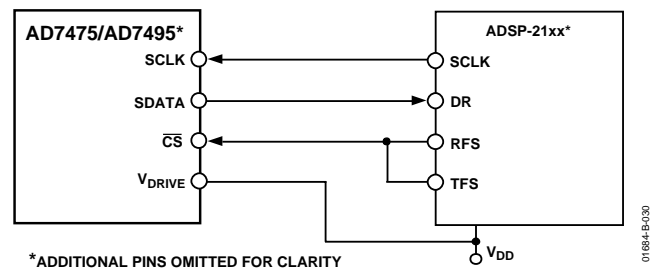 AD7475/AD7495*
SCLK
SDATA
CS
VDRIVE
ADSP-21xx*
SCLK
DR
RFS
TFS
VDD
*ADDITIONAL PINS OMITTED FOR CLARITY
01684-B-030